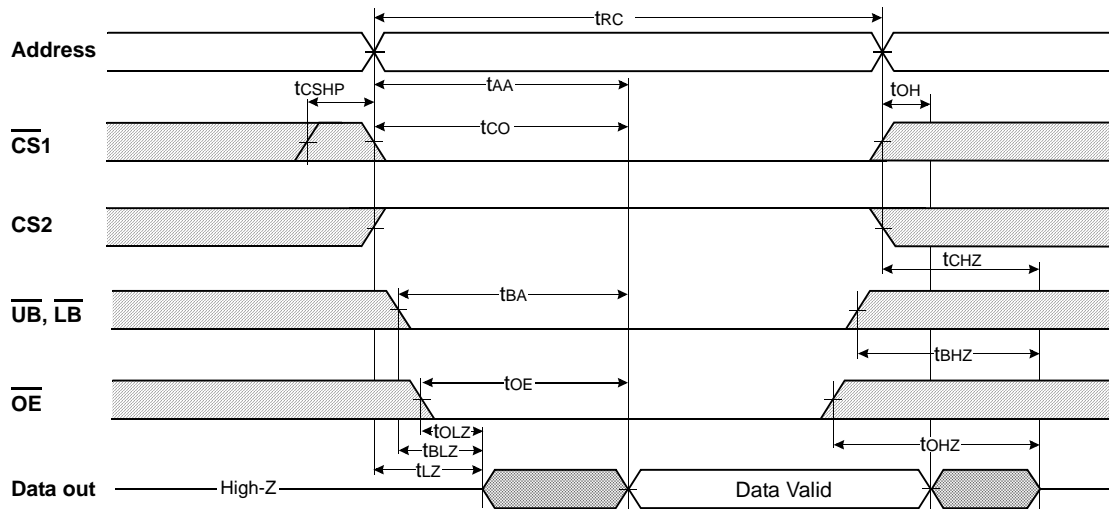 tRC
Address
tCSHP
tAA
tOH
tCO
CS1
CS2
tCHZ
UB, LB
tBA
tBHZ
OE
tOE
tOLZ
tBLZ
tOHZ
tLZ
Data out
High-Z
Data Valid